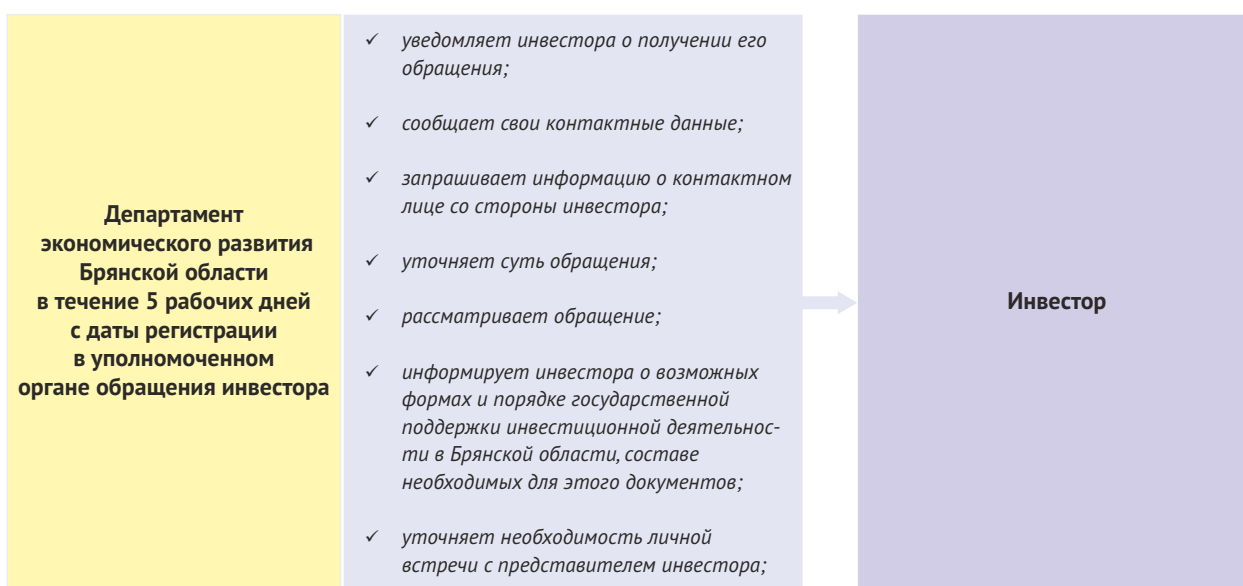 Департамент
экономического развития
Брянской области
в течение 5 рабочих дней
с даты регистрации
в уполномоченном
органе обращения инвестора
✓ уведомляет инвестора о получении его
обращения;
✓ сообщает свои контактные данные;
✓ запрашивает информацию о контактном
лице со стороны инвестора;
✓ уточняет суть обращения;
✓ рассматривает обращение;
✓ информирует инвестора о возможных
формах и порядке государственной
поддержки инвестиционной деятельнос-
ти в Брянской области, составе
необходимых для этого документов;
✓ уточняет необходимость личной
встречи с представителем инвестора;
Инвестор